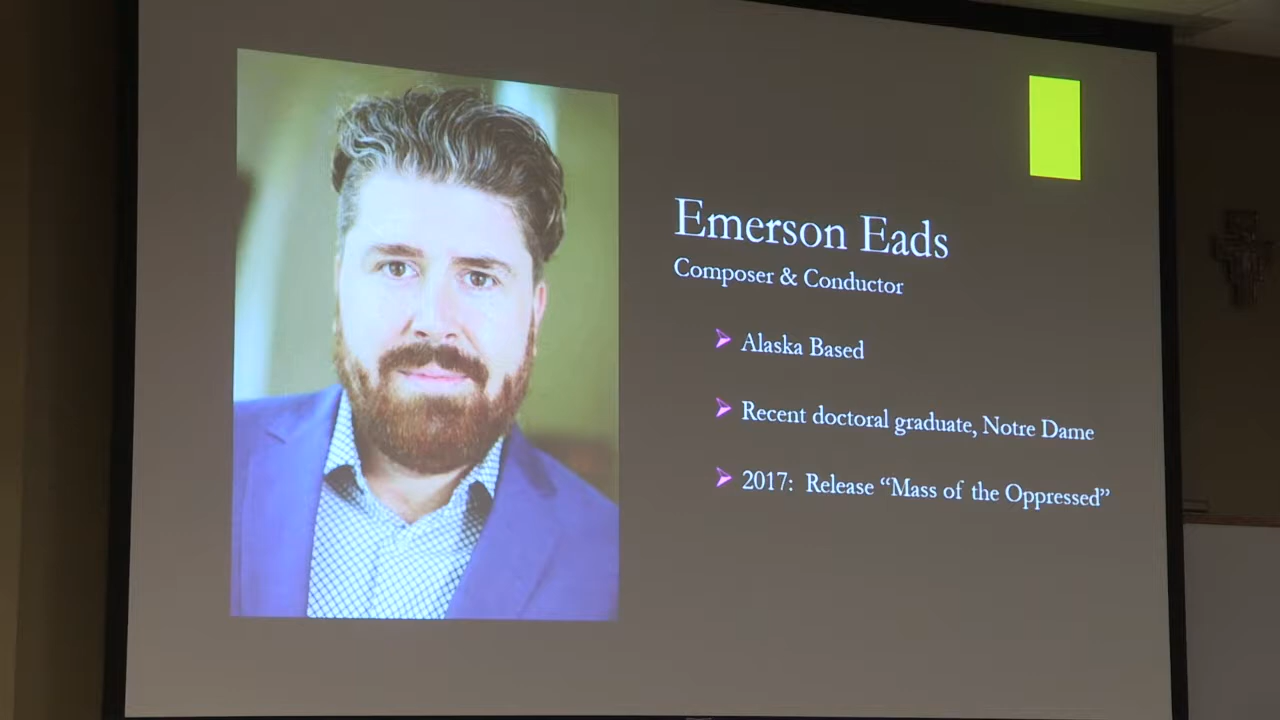 Emerson Eads
Composer & Conductor
Alaska Based
Recent doctoral graduate, Notre Dame
2017: Release “Mass of the Oppressed”